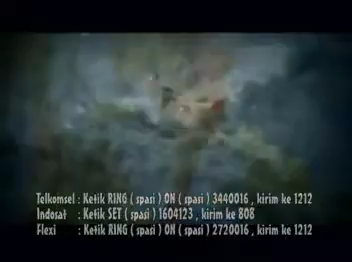 Telkomsel : Ketik RING ( spasi ) ON ( spasi ) 3440016 , kirim ke 1212
Indosat : Ketik SET ( spasi ) 1604123 , kirim ke 808
Flexi : Ketik RING ( spasi ) ON ( spasi ) 2720016 , kirim ke 1212